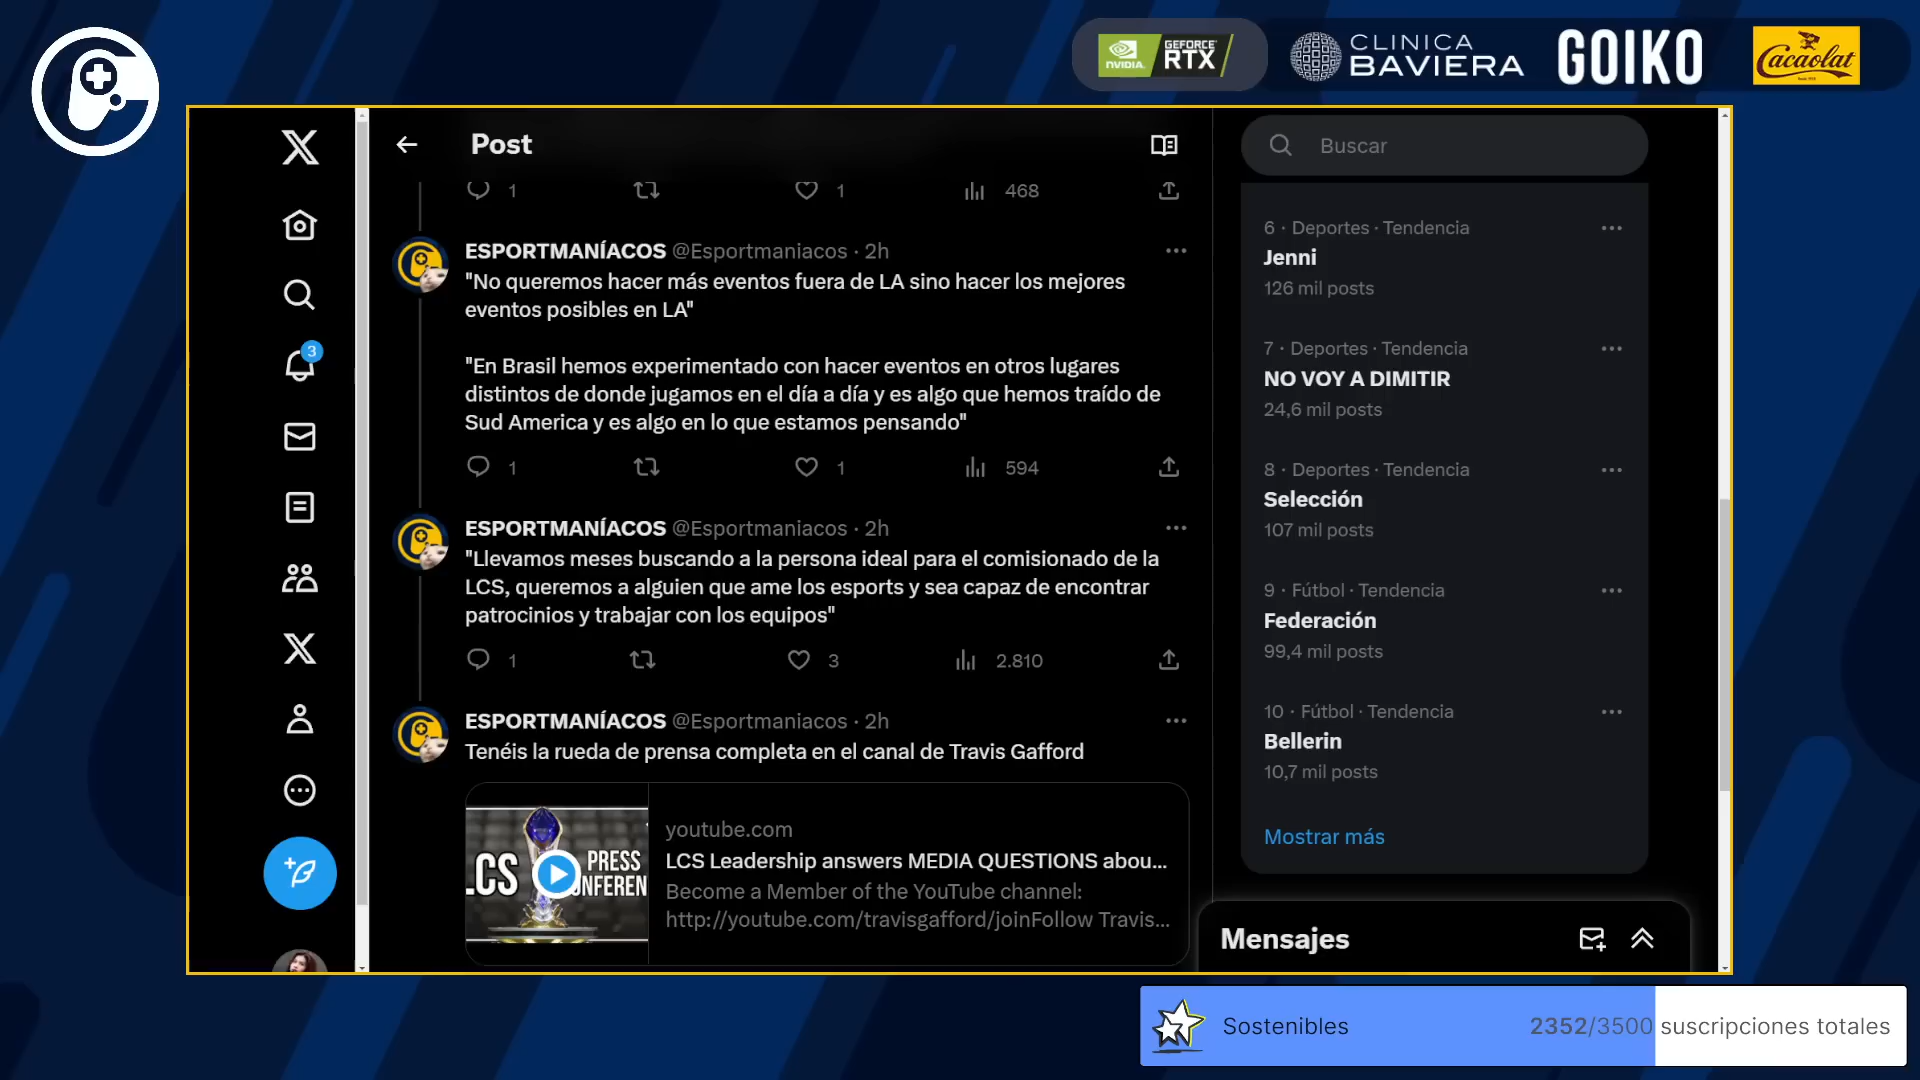 NVIDIA.
GEFORCE
RTX
CLINICA
BAVIERA
GOIKO
Cacaolat
Post
1
1
468
ESPORTMANÍACOS @Esportmaniacos · 2h
"No queremos hacer más eventos fuera de LA sino hacer los mejores
eventos posibles en LA"
"En Brasil hemos experimentado con hacer eventos en otros lugares
distintos de donde jugamos en el día a día y es algo que hemos traído de
Sud America y es algo en lo que estamos pensando"
1
1
594
ESPORTMANÍACOS @Esportmaniacos · 2h
"Llevamos meses buscando a la persona ideal para el comisionado de la
LCS, queremos a alguien que ame los esports y sea capaz de encontrar
patrocinios y trabajar con los equipos"
1
3
2.810
ESPORTMANÍACOS @Esportmaniacos · 2h
Tenéis la rueda de prensa completa en el canal de Travis Gafford
LCS
PRESS
CONFEREN
youtube.com
LCS Leadership answers MEDIA QUESTIONS abou...
Become a Member of the YouTube channel:
http://youtube.com/travisgafford/joinFollow Travis...
3
Buscar
6 · Deportes · Tendencia
Jenni
126 mil posts
7 · Deportes · Tendencia
NO VOY A DIMITIR
24,6 mil posts
8 · Deportes · Tendencia
Selección
107 mil posts
9 · Fútbol · Tendencia
Federación
99,4 mil posts
10 · Fútbol · Tendencia
Bellerin
10,7 mil posts
Mostrar más
Mensajes
Sostenibles 2352/3500 suscripciones totales